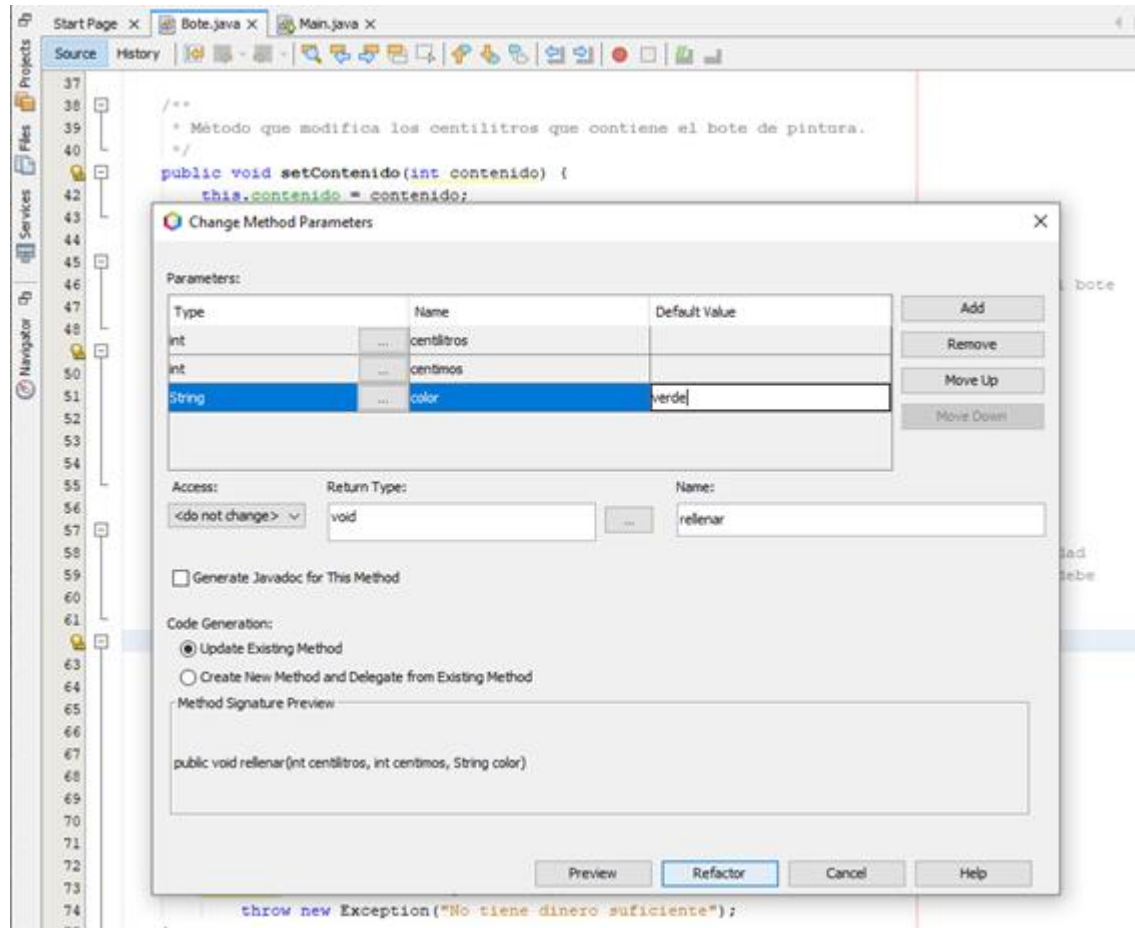 Start Page
Bote.java
Main.java
Source
History
Projects
Files
Services
Navigator
37
38
/**
39
* Método que modifica los centilitros que contiene el bote de pintura.
40
*/
public void setContenido(int contenido) {
42
this.contenido = contenido;
43
Change Method Parameters
44
45
Parameters:
46
bote
Type Name Default Value Add
47
48
int ... centilitros Remove
int ... centimos
50
Move Up
51
String ... color verde
52
Move Down
53
54
55
Access: Return Type: Name:
56
<do not change> void ... rellenar
57
58
59
Generate Javadoc for This Method
debe
60
61
Code Generation:
Update Existing Method
63
Create New Method and Delegate from Existing Method
64
Method Signature Preview
65
66
67
public void rellenar(int centilitros, int centimos, String color)
68
69
70
71
72
Preview Refactor Cancel Help
73
74
throw new Exception("No tiene dinero suficiente");